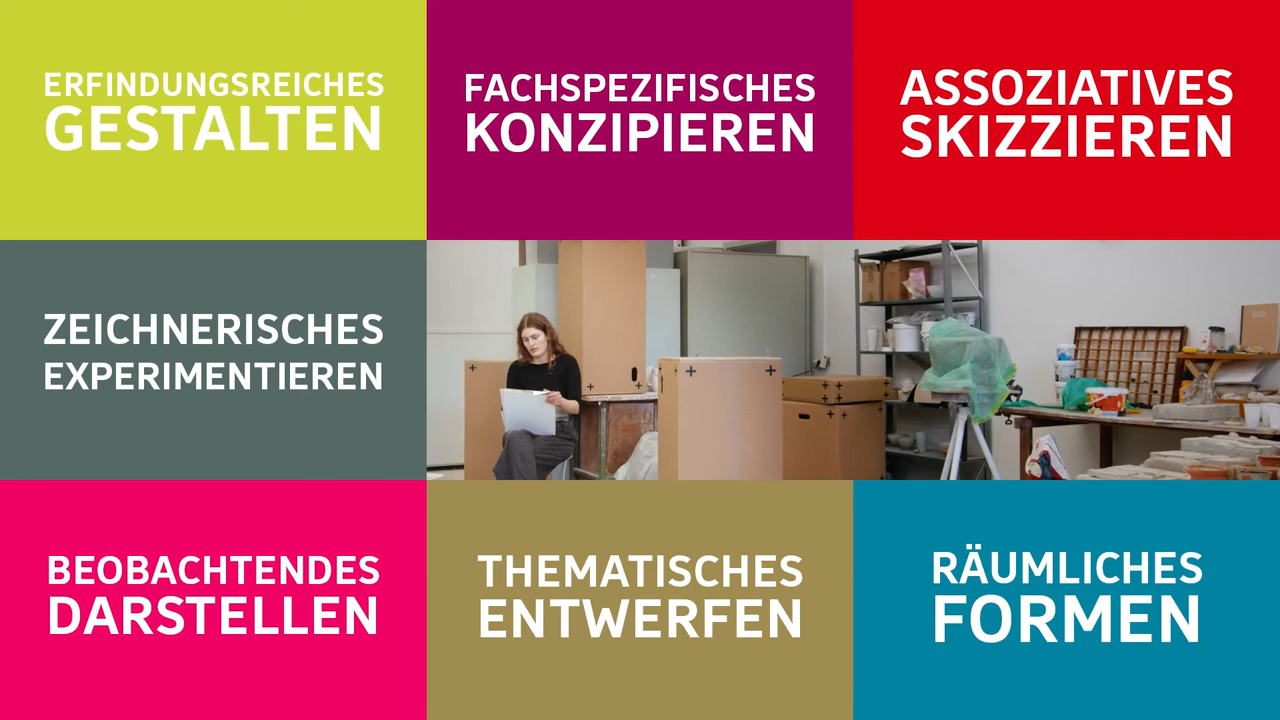 ERFINDUNGSREICHES
GESTALTEN
FACHSPEZIFISCHES
KONZIPIEREN
ASSOZIATIVES
SKIZZIEREN
ZEICHNERISCHES
EXPERIMENTIEREN
BEOBACHTENDES
DARSTELLEN
THEMATISCHES
ENTWERFEN
RÄUMLICHES
FORMEN